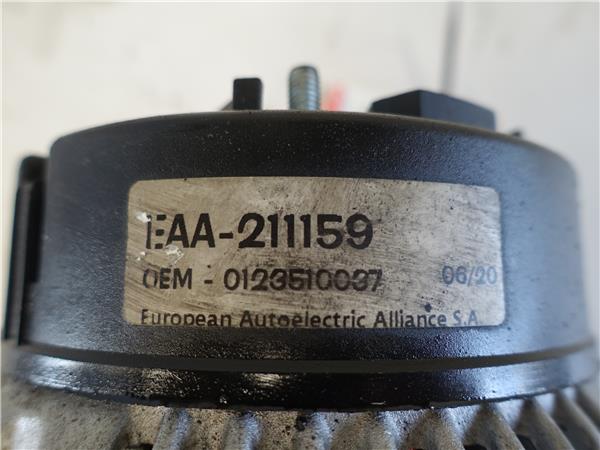 EAA-211159
OEM - 0123510037 06/20
European Autoelectric Alliance S.A